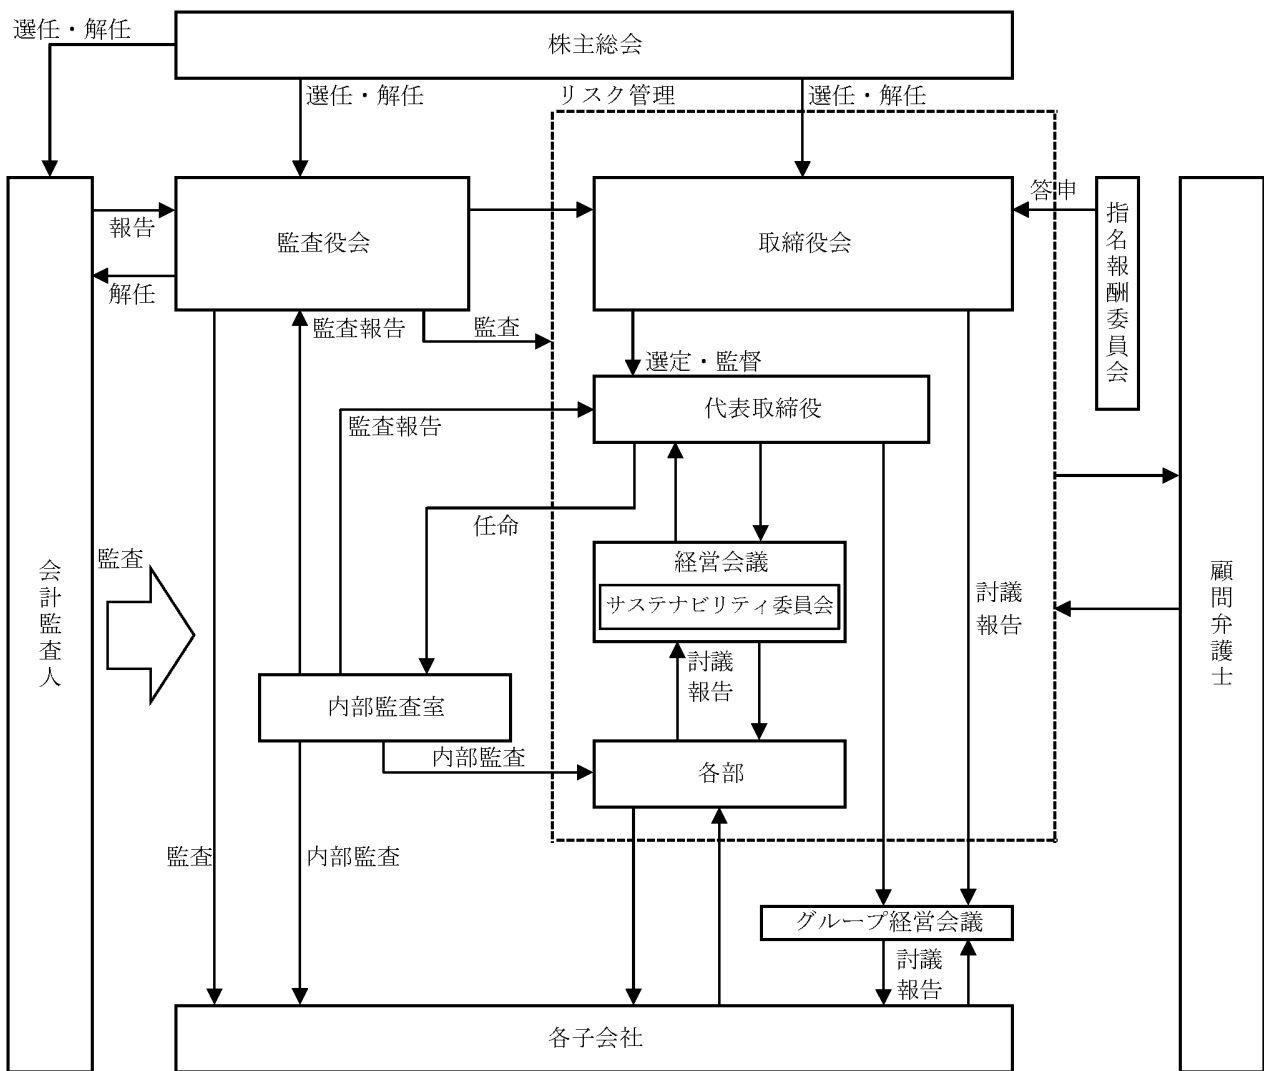 株主総会
選任・解任
選任・解任
リスク管理
選任・解任
監査役会
取締役会
答申
指名報酬委員会
報告
解任
監査報告
監査
選定・監督
代表取締役
監査報告
任命
経営会議
サステナビリティ委員会
監査
会計監査人
顧問弁護士
討議
報告
討議
報告
内部監査室
内部監査
各部
監査
内部監査
グループ経営会議
討議
報告
各子会社